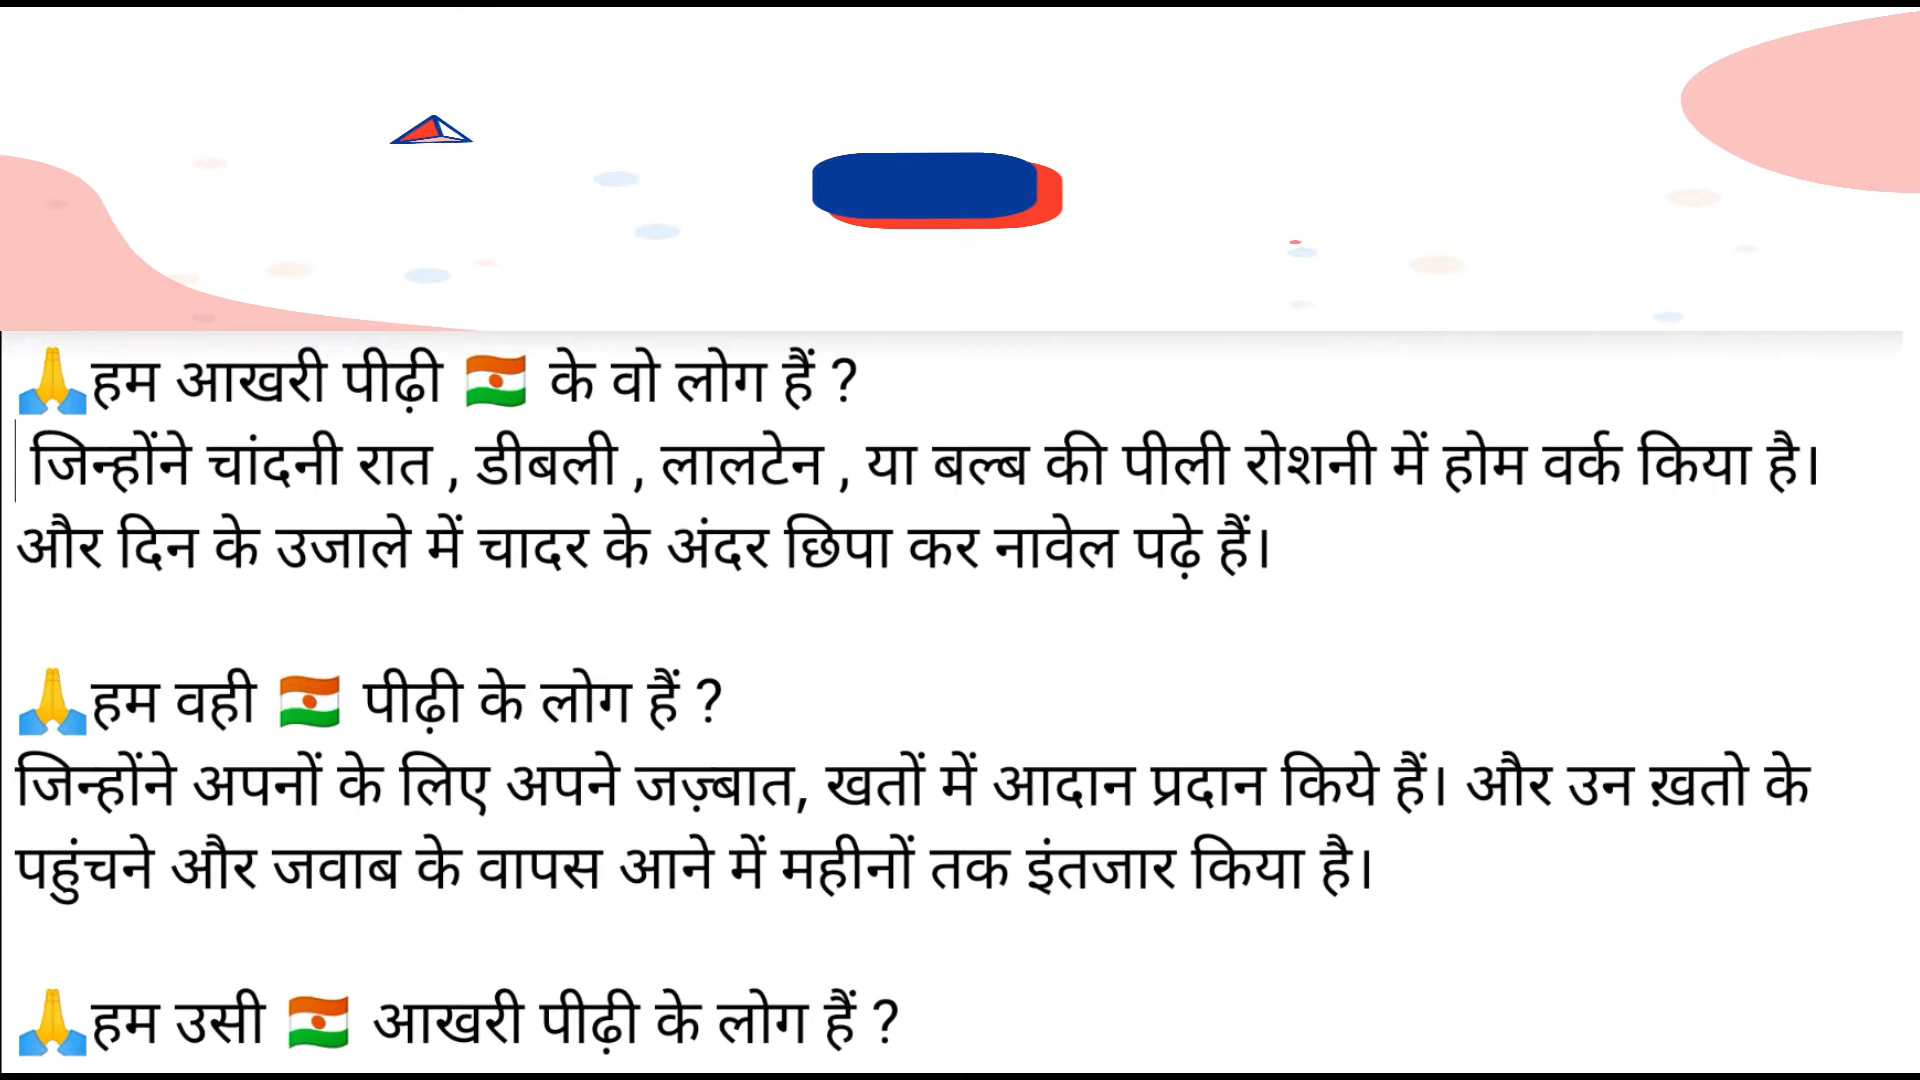 🙏हम आखरी पीढ़ी 🇳🇪 के वो लोग हैं ?
जिन्होंने चांदनी रात , डीबली , लालटेन , या बल्ब की पीली रोशनी में होम वर्क किया है।
और दिन के उजाले में चादर के अंदर छिपा कर नावेल पढ़े हैं।
🙏हम वही 🇳🇪 पीढ़ी के लोग हैं ?
जिन्होंने अपनों के लिए अपने जज़्बात, खतों में आदान प्रदान किये हैं। और उन ख़तो के
पहुंचने और जवाब के वापस आने में महीनों तक इंतजार किया है।
🙏हम उसी 🇳🇪 आखरी पीढ़ी के लोग हैं ?